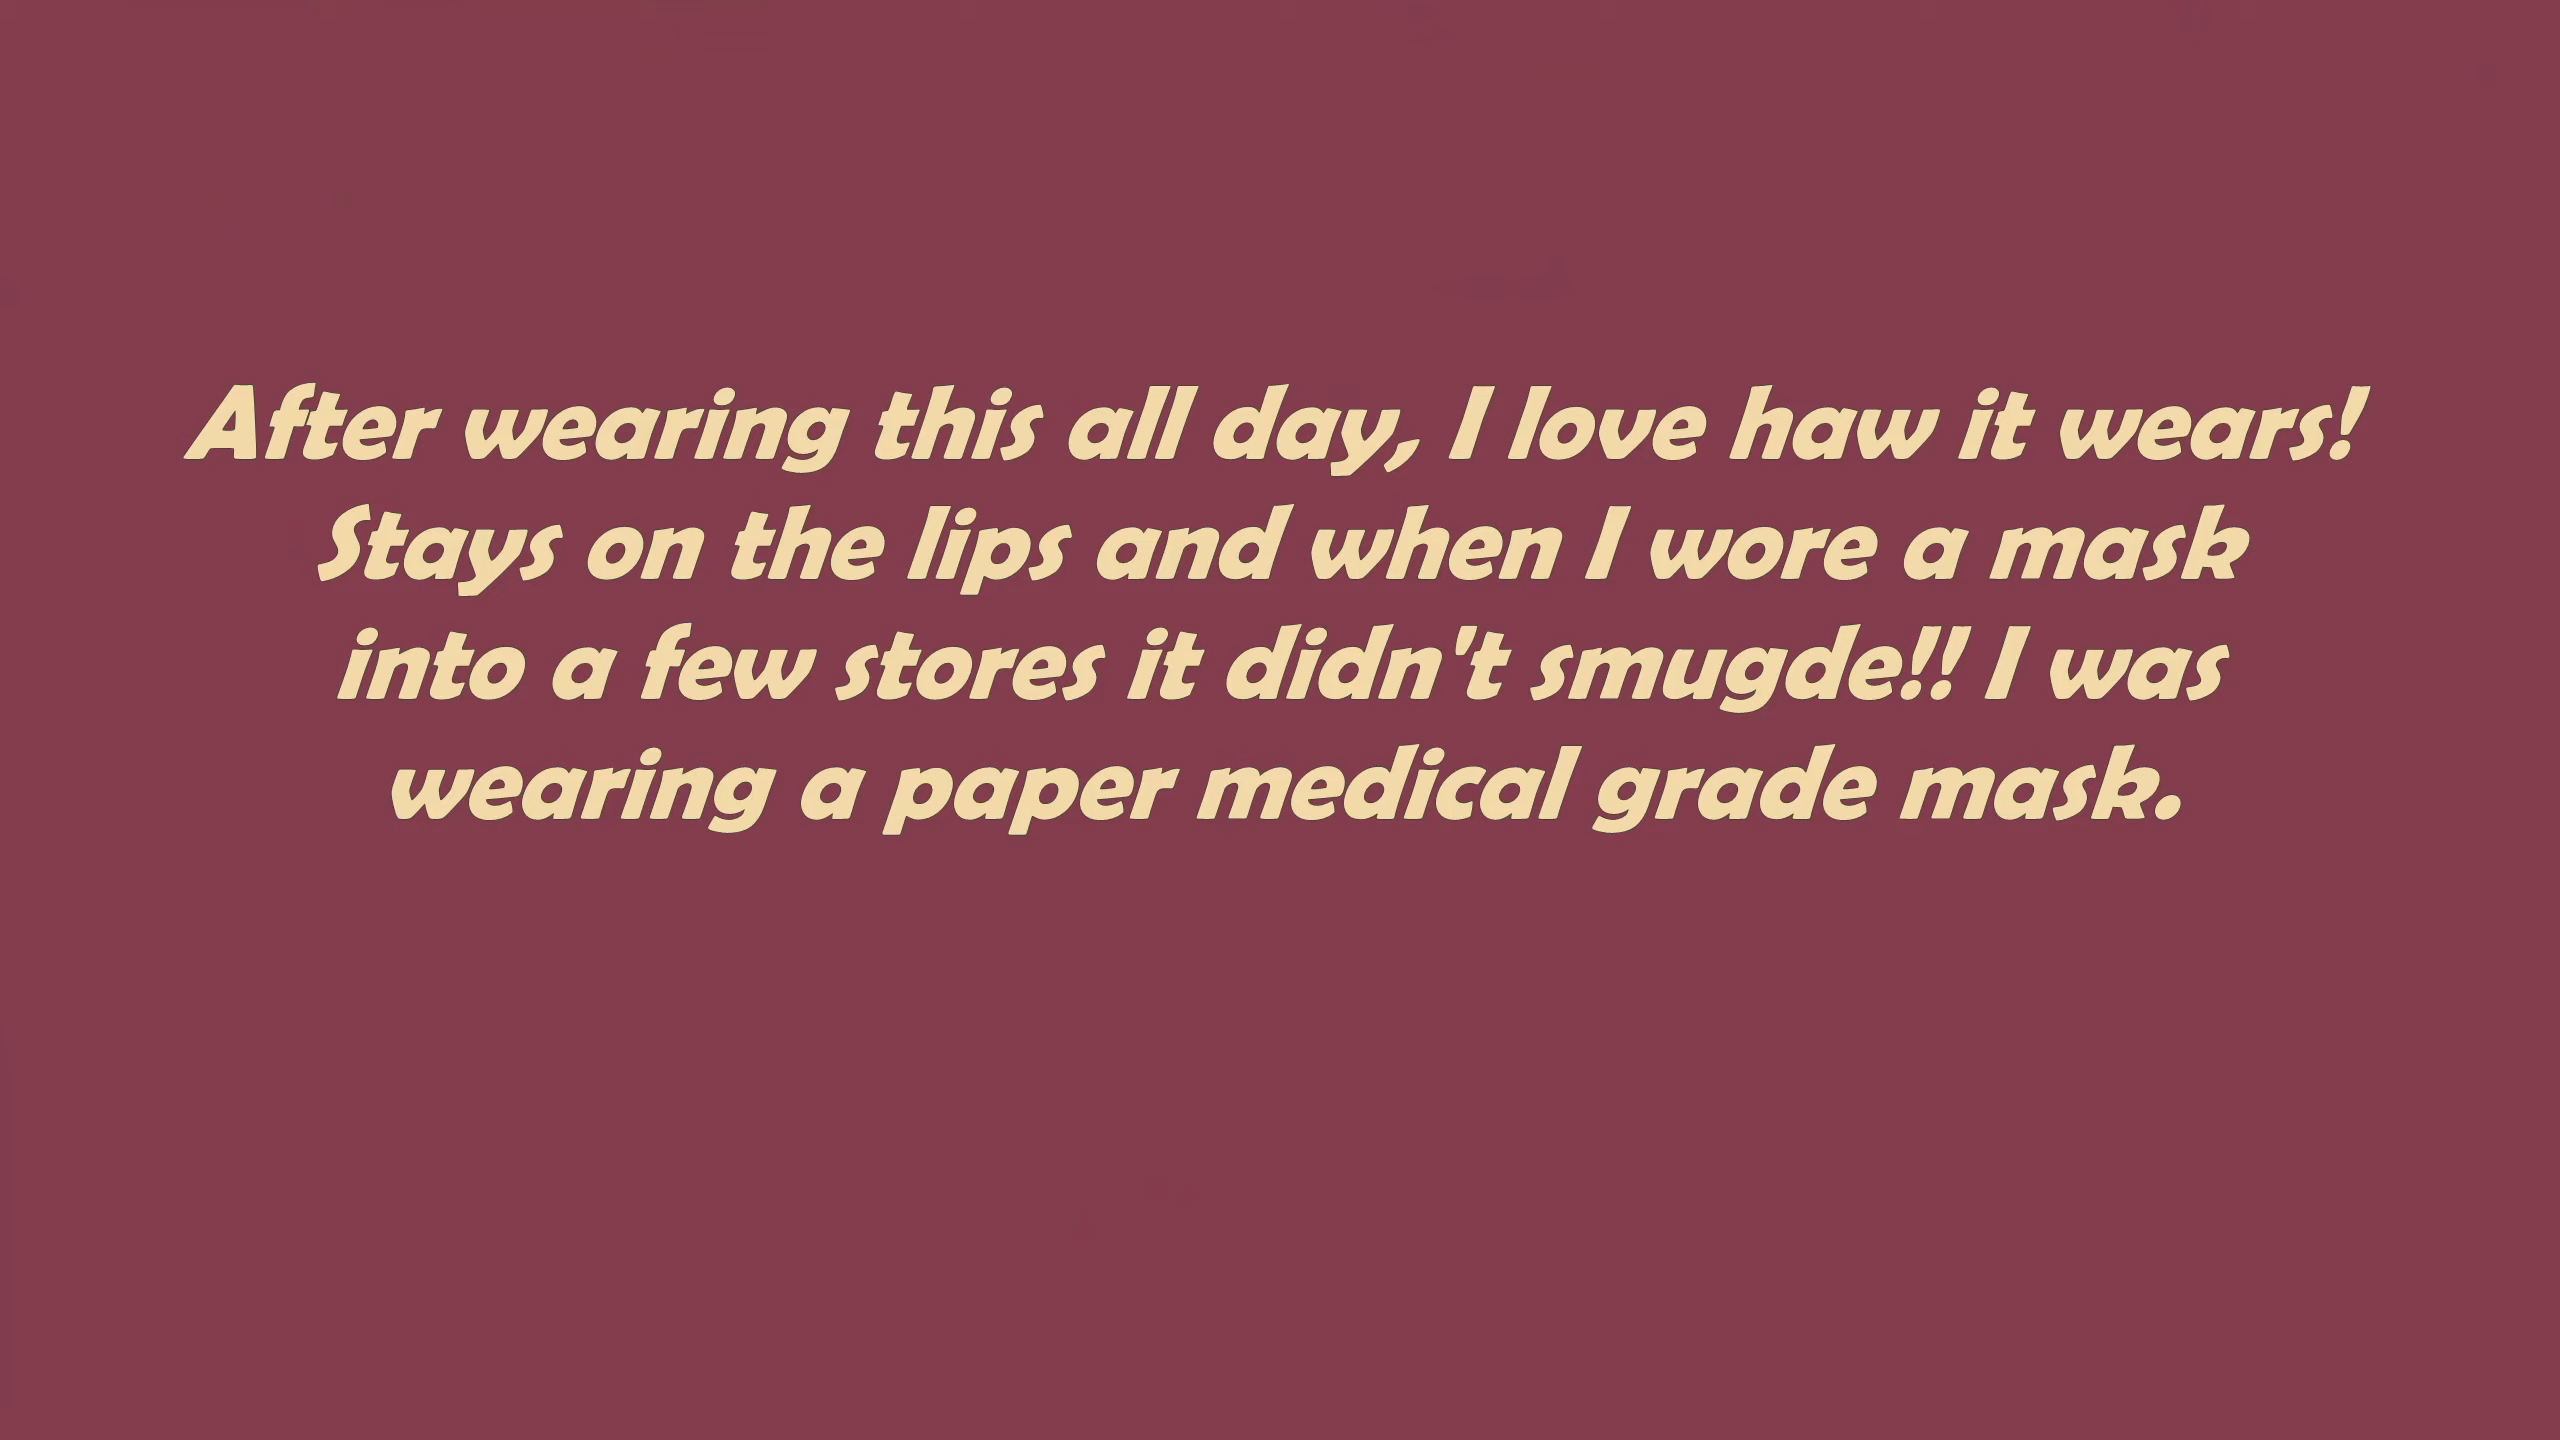 After wearing this all day, I love haw it wears!
Stays on the lips and when I wore a mask
into a few stores it didn't smugde!! I was
wearing a paper medical grade mask.